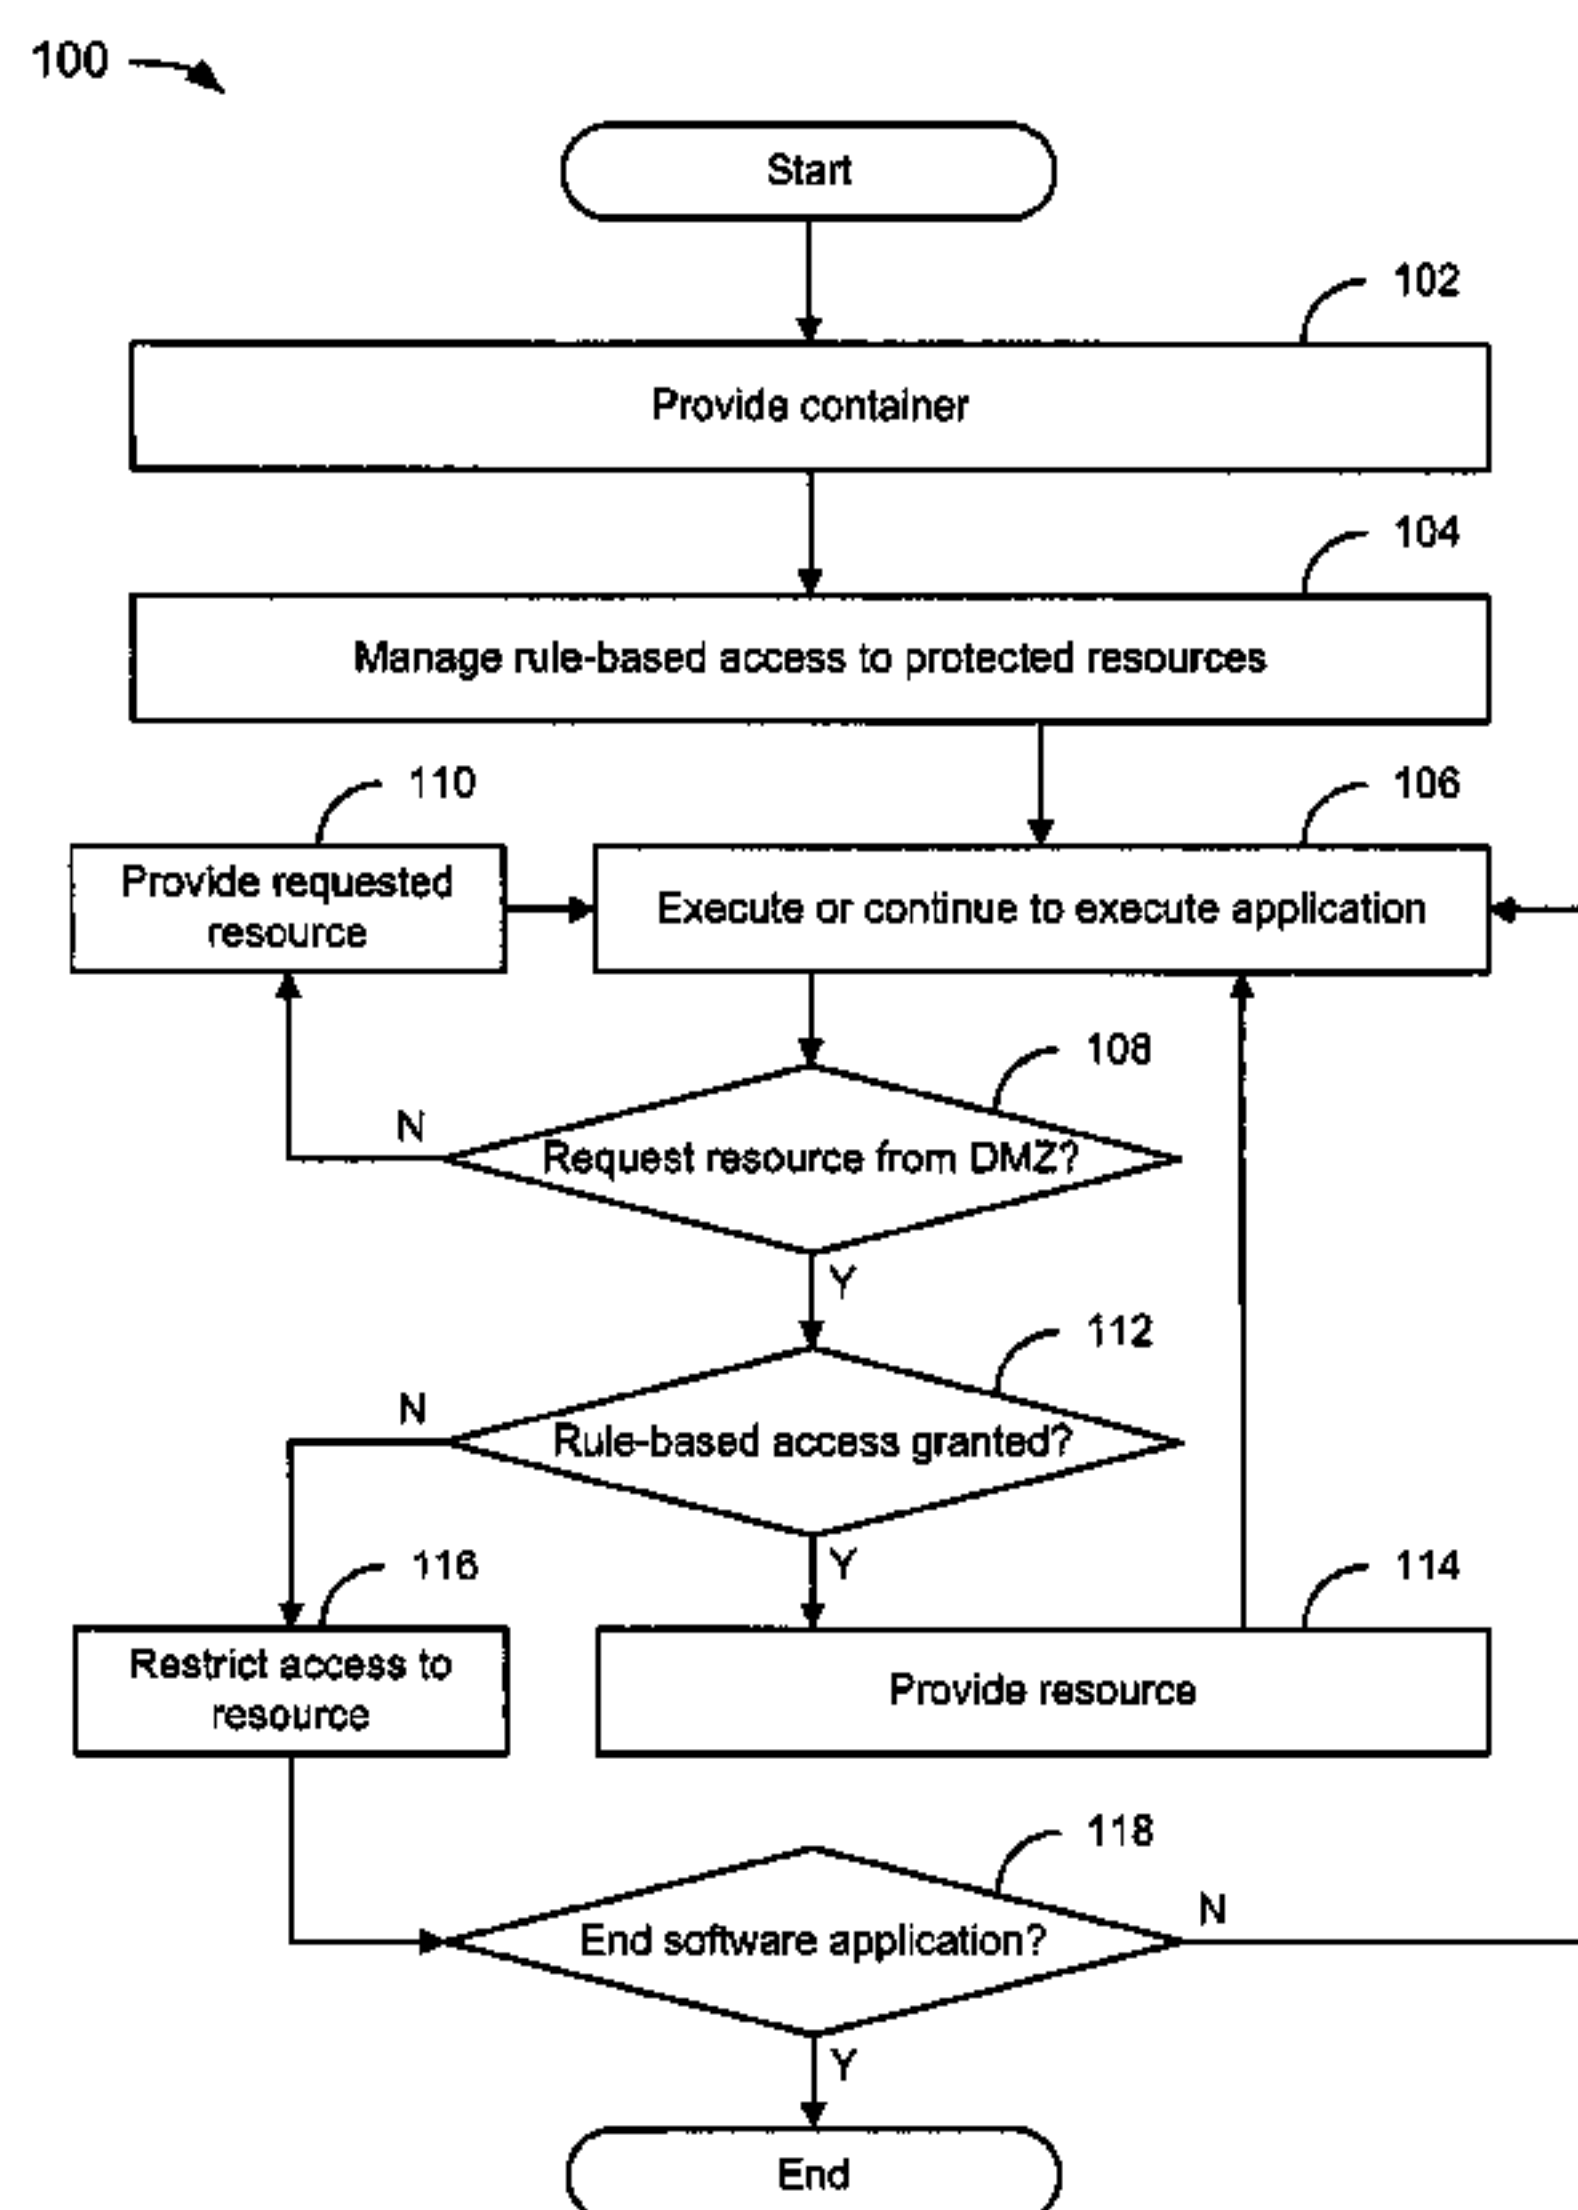 100
Start
102
Provide container
104
Manage rule-based access to protected resources
110
106
Provide requested
resource
Execute or continue to execute application
108
N
Request resource from DMZ?
Y
112
N
Rule-based access granted?
Y
116
114
Restrict access to
resource
Provide resource
118
N
End software application?
Y
End